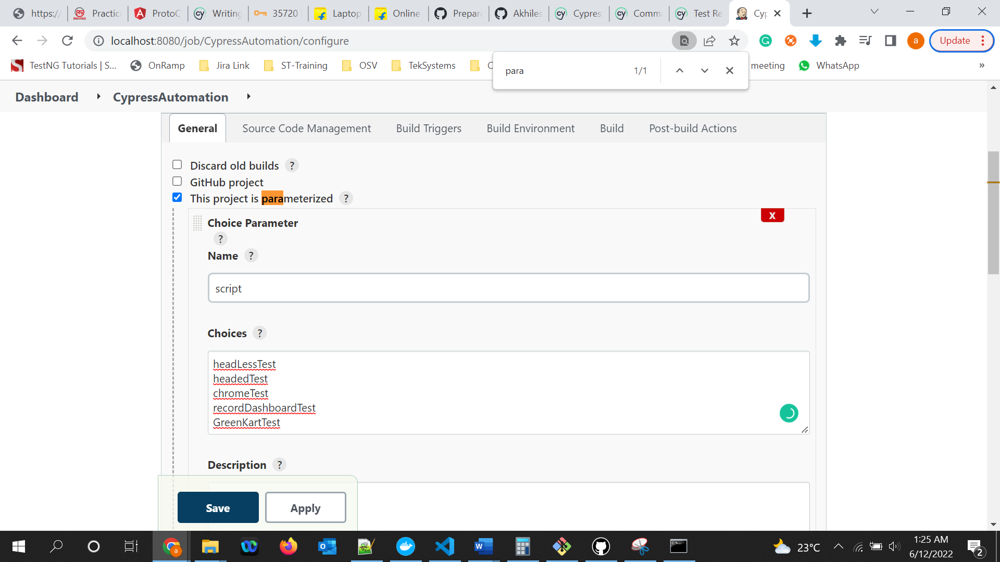 https:/
Practice
ProtoC
Writing
35720
Laptop
Online
Prepar
Akhiles
Cypres
Comm
Test Re
Cyp
localhost:8080/job/CypressAutomation/configure
a
Update
TestNG Tutorials | S...
OnRamp
Jira Link
ST-Training
OSV
TekSystems
meeting
WhatsApp
»
para
1/1
Dashboard
CypressAutomation
General
Source Code Management
Build Triggers
Build Environment
Build
Post-build Actions
Discard old builds ?
GitHub project
This project is parameterized ?
X
Choice Parameter
?
Name ?
script
Choices ?
headLessTest
headedTest
chromeTest
recordDashboardTest
GreenKartTest
Description ?
Save
Apply
23°C
1:25 AM
6/12/2022
2